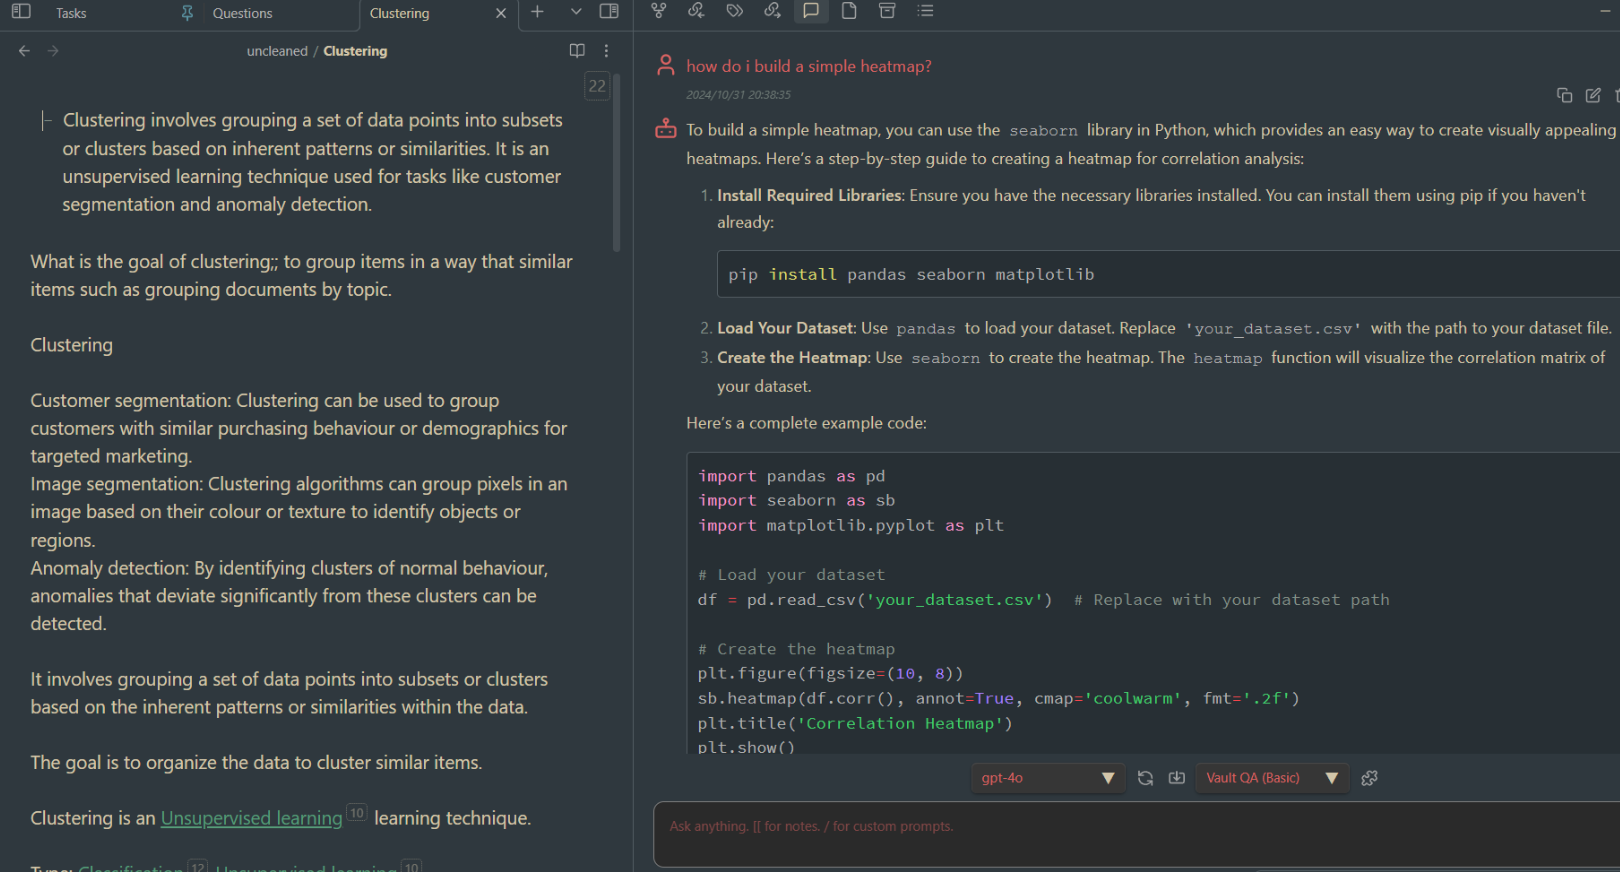 Tasks
Questions
Clustering
uncleaned / Clustering
22
Clustering involves grouping a set of data points into subsets
or clusters based on inherent patterns or similarities. It is an
unsupervised learning technique used for tasks like customer
segmentation and anomaly detection.
What is the goal of clustering;; to group items in a way that similar
items such as grouping documents by topic.
Clustering
Customer segmentation: Clustering can be used to group
customers with similar purchasing behaviour or demographics for
targeted marketing.
Image segmentation: Clustering algorithms can group pixels in an
image based on their colour or texture to identify objects or
regions.
Anomaly detection: By identifying clusters of normal behaviour,
anomalies that deviate significantly from these clusters can be
detected.
It involves grouping a set of data points into subsets or clusters
based on the inherent patterns or similarities within the data.
The goal is to organize the data to cluster similar items.
Clustering is an Unsupervised learning 10 learning technique.
Type: Classification 12 Unsupervised learning 10
how do i build a simple heatmap?
2024/10/31 20:38:35
To build a simple heatmap, you can use the seaborn library in Python, which provides an easy way to create visually appealing
heatmaps. Here's a step-by-step guide to creating a heatmap for correlation analysis:
1. Install Required Libraries: Ensure you have the necessary libraries installed. You can install them using pip if you haven't
already:
pip install pandas seaborn matplotlib
2. Load Your Dataset: Use pandas to load your dataset. Replace 'your_dataset.csv' with the path to your dataset file.
3. Create the Heatmap: Use seaborn to create the heatmap. The heatmap function will visualize the correlation matrix of
your dataset.
Here's a complete example code:
import pandas as pd
import seaborn as sb
import matplotlib.pyplot as plt
# Load your dataset
df = pd.read_csv('your_dataset.csv')  # Replace with your dataset path
# Create the heatmap
plt.figure(figsize=(10, 8))
sb.heatmap(df.corr(), annot=True, cmap='coolwarm', fmt='.2f')
plt.title('Correlation Heatmap')
plt.show()
gpt-4o
Vault QA (Basic)
Ask anything. [[ for notes. / for custom prompts.